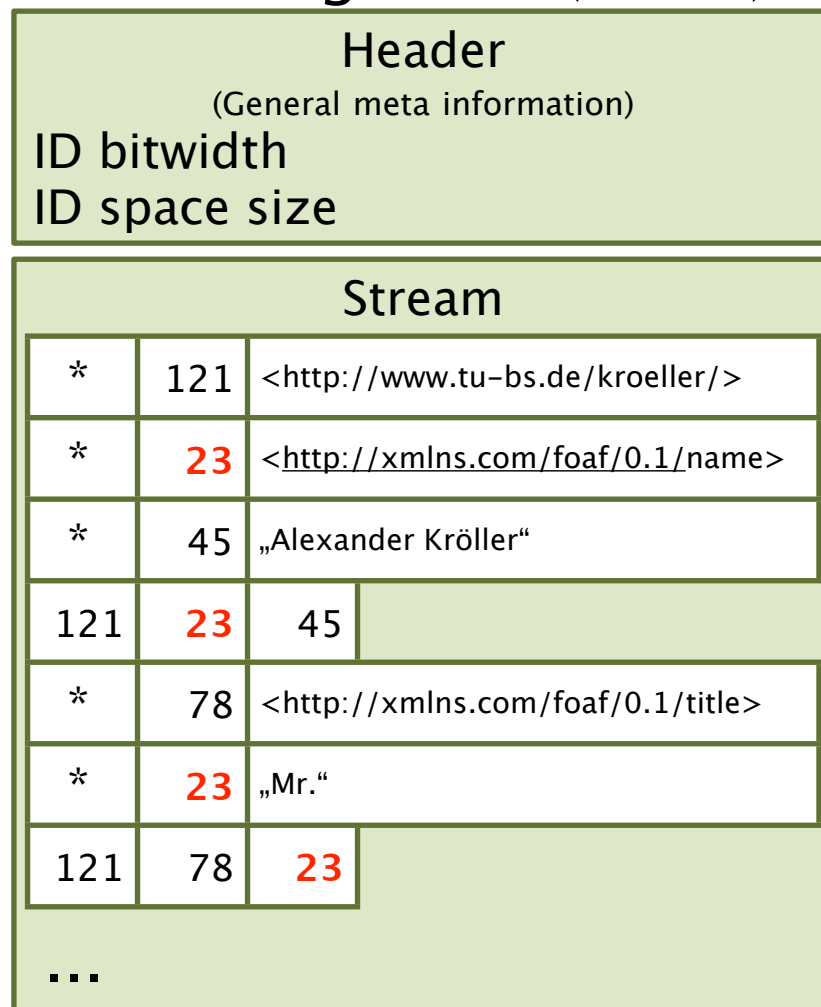 Header
(General meta information)
ID bitwidth
ID space size
Stream
* 121 <http://www.tu-bs.de/kroeller/>
* 23 <http://xmlns.com/foaf/0.1/name>
* 45 „Alexander Kröller“
121 23 45
* 78 <http://xmlns.com/foaf/0.1/title>
* 23 „Mr.“
121 78 23
...